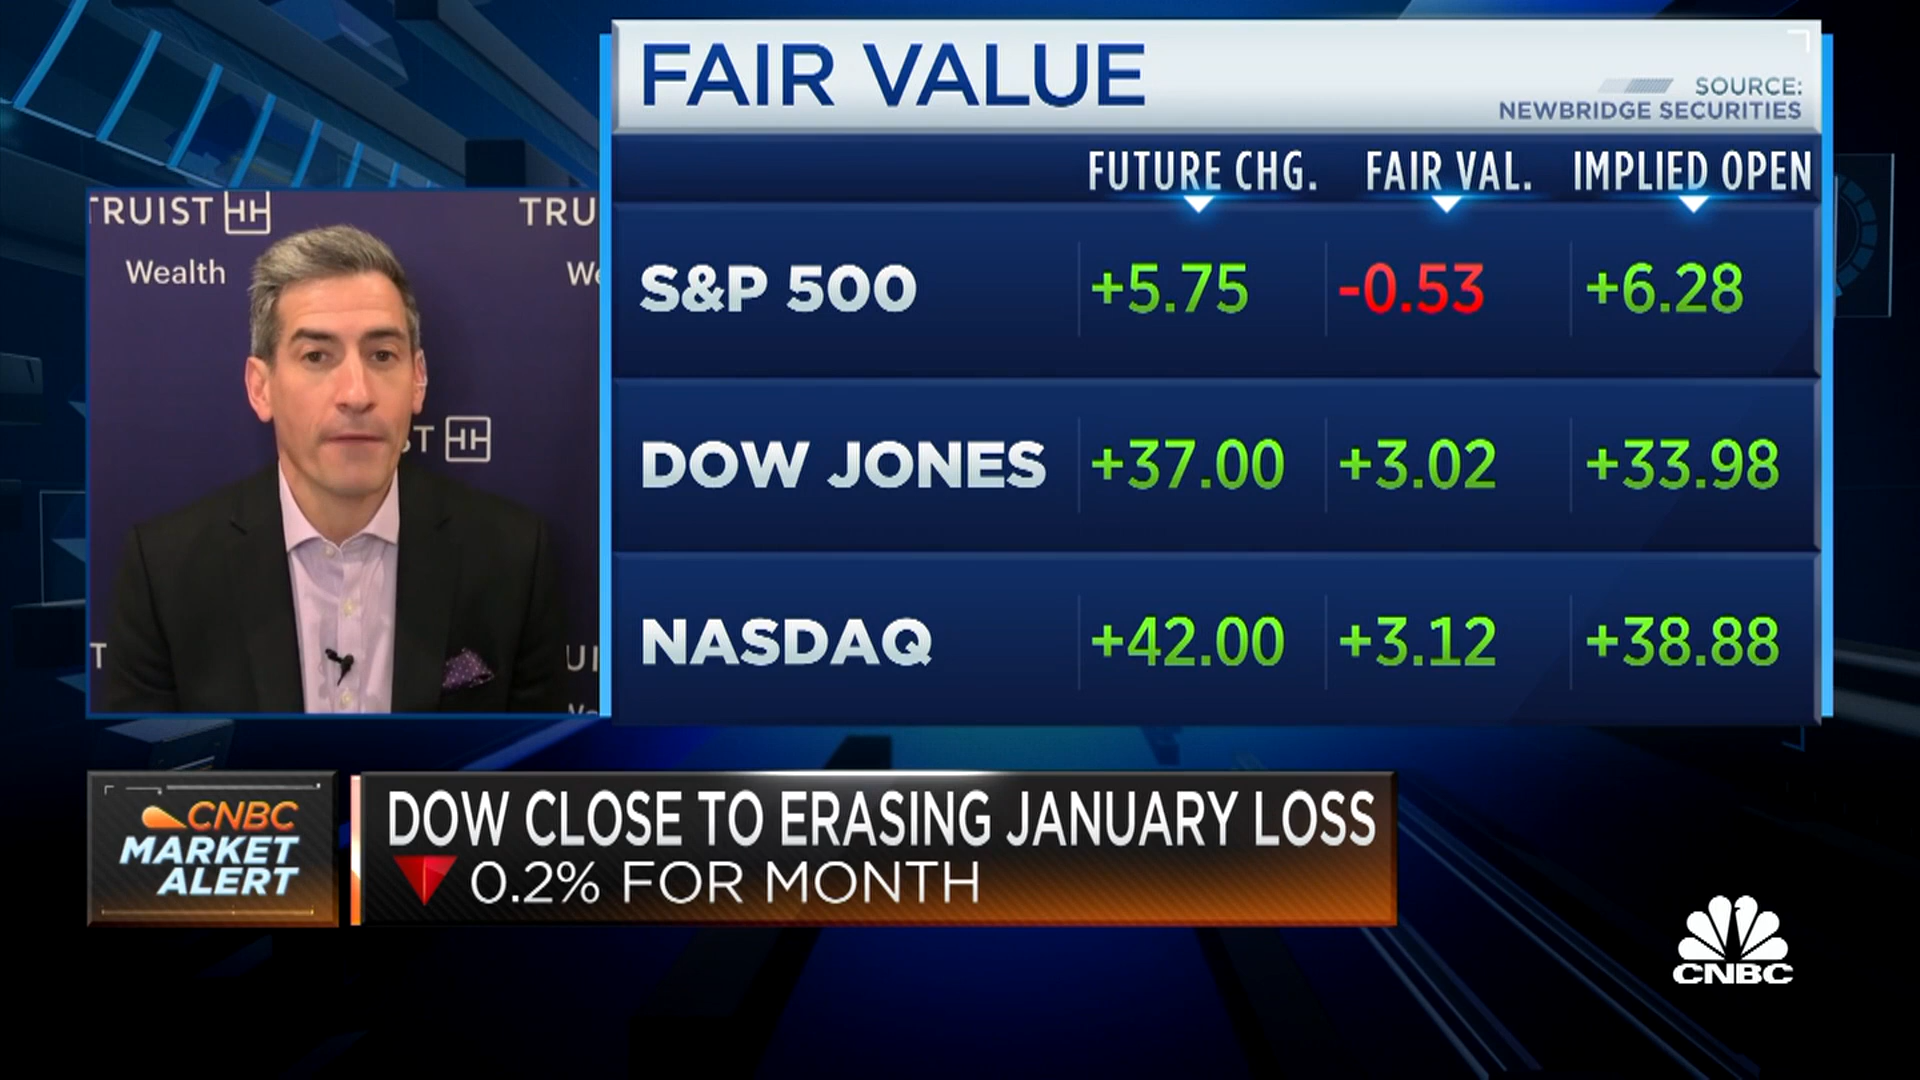 FAIR VALUE
SOURCE:
NEWBRIDGE SECURITIES
FUTURE CHG. FAIR VAL. IMPLIED OPEN
S&P 500 +5.75 -0.53 +6.28
DOW JONES +37.00 +3.02 +33.98
NASDAQ +42.00 +3.12 +38.88
TRUIST
Wealth
CNBC
MARKET
ALERT
DOW CLOSE TO ERASING JANUARY LOSS
0.2% FOR MONTH
CNBC